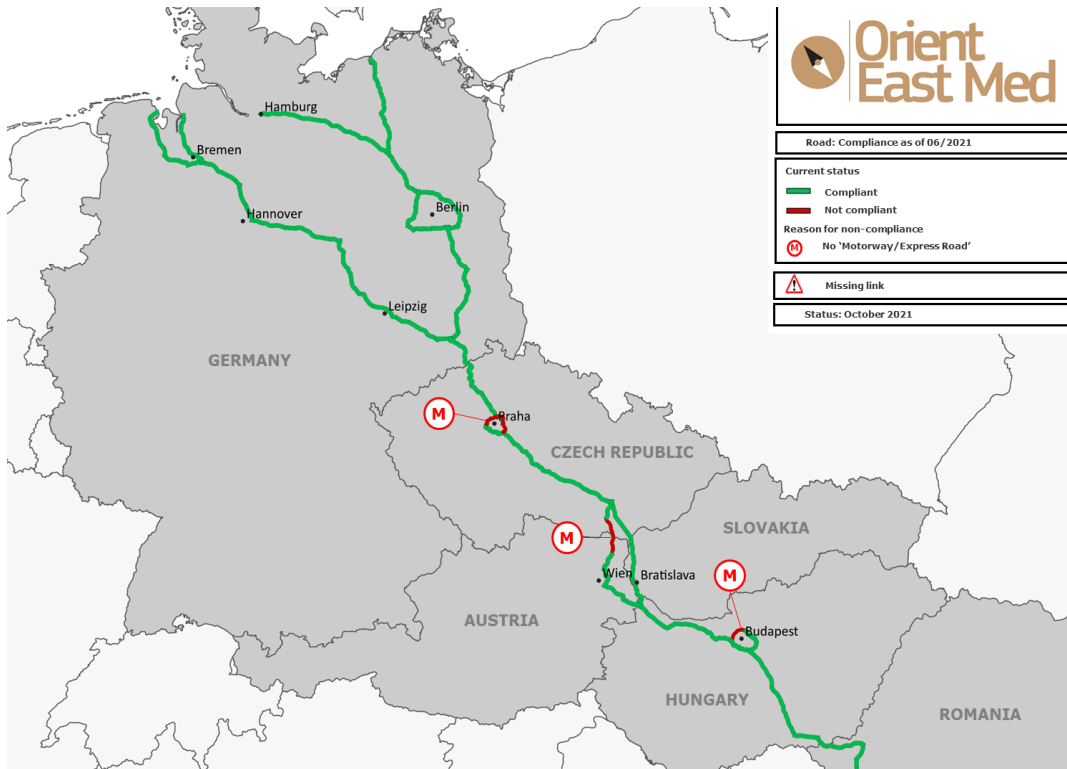 Orient
East Med
Road: Compliance as of 06/2021
Current status
Compliant
Not compliant
Reason for non-compliance
M No 'Motorway/Express Road'
! Missing link
Status: October 2021
Hamburg
Bremen
Berlin
Hannover
Leipzig
GERMANY
M
Praha
CZECH REPUBLIC
SLOVAKIA
M
Wien
Bratislava
M
AUSTRIA
Budapest
HUNGARY
ROMANIA